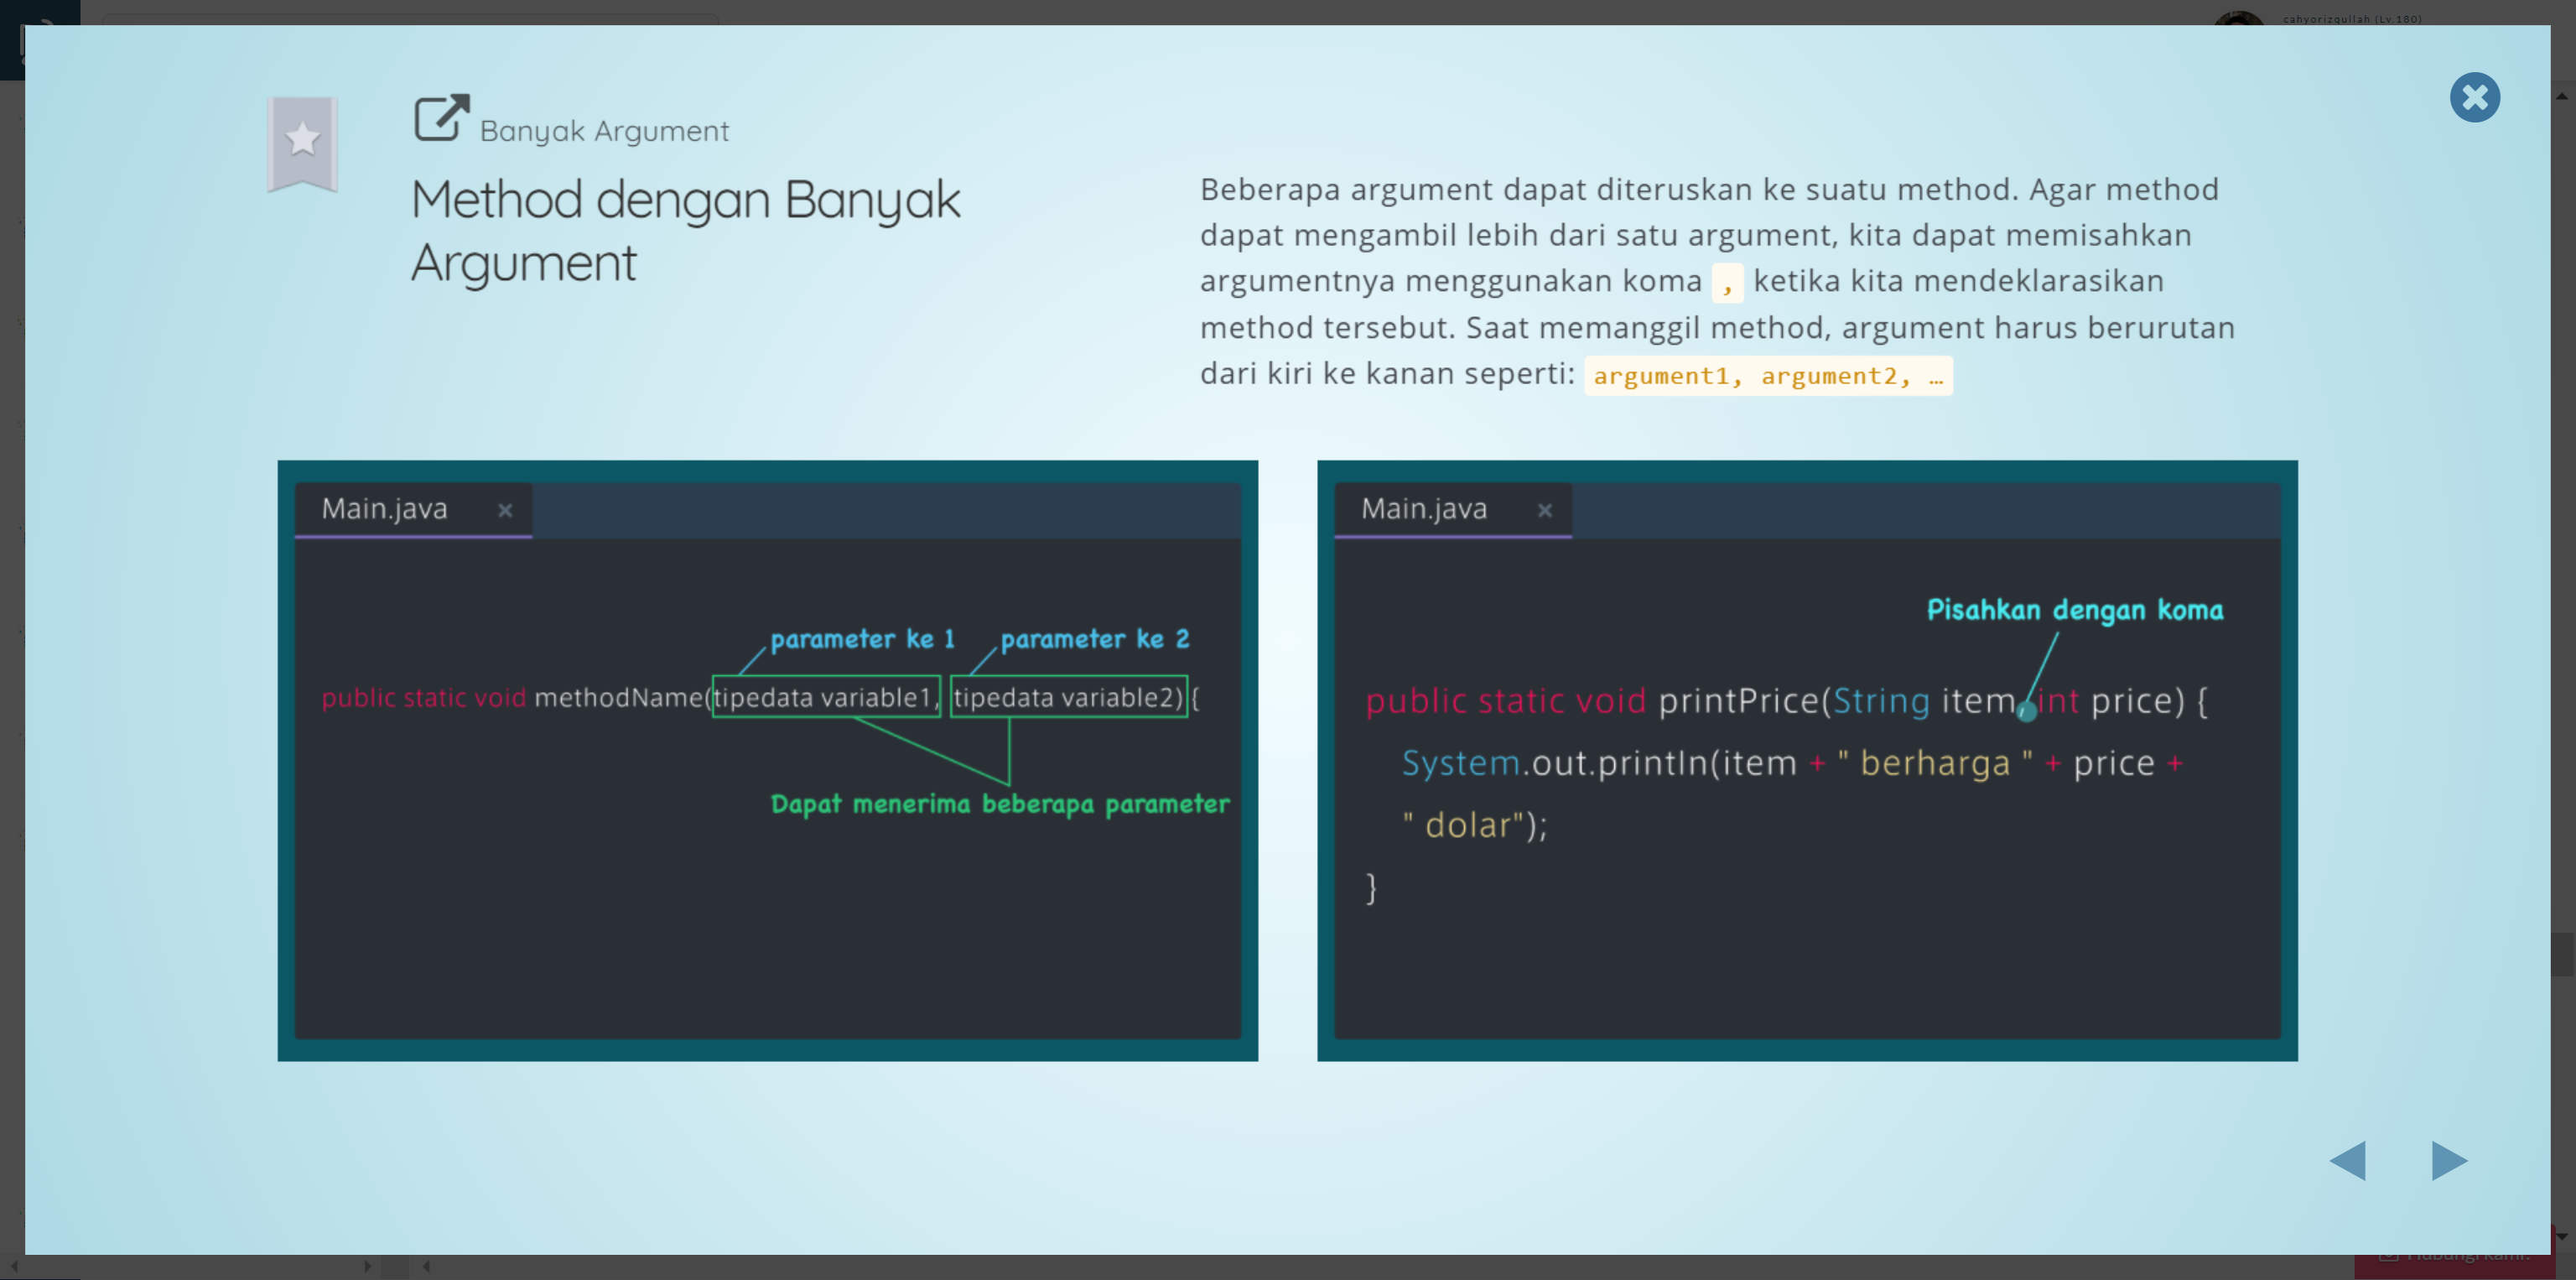 cahyorizqullah (Lv.180)
Banyak Argument
Method dengan Banyak
Argument
Beberapa argument dapat diteruskan ke suatu method. Agar method
dapat mengambil lebih dari satu argument, kita dapat memisahkan
argumentnya menggunakan koma , ketika kita mendeklarasikan
method tersebut. Saat memanggil method, argument harus berurutan
dari kiri ke kanan seperti: argument1, argument2, …
Main.java ×
parameter ke 1 parameter ke 2
public static void methodName(tipedata variable1, tipedata variable2) {
Dapat menerima beberapa parameter
Main.java ×
Pisahkan dengan koma
public static void printPrice(String item, int price) {
System.out.println(item + " berharga " + price +
" dolar");
}
Hubungi kami!